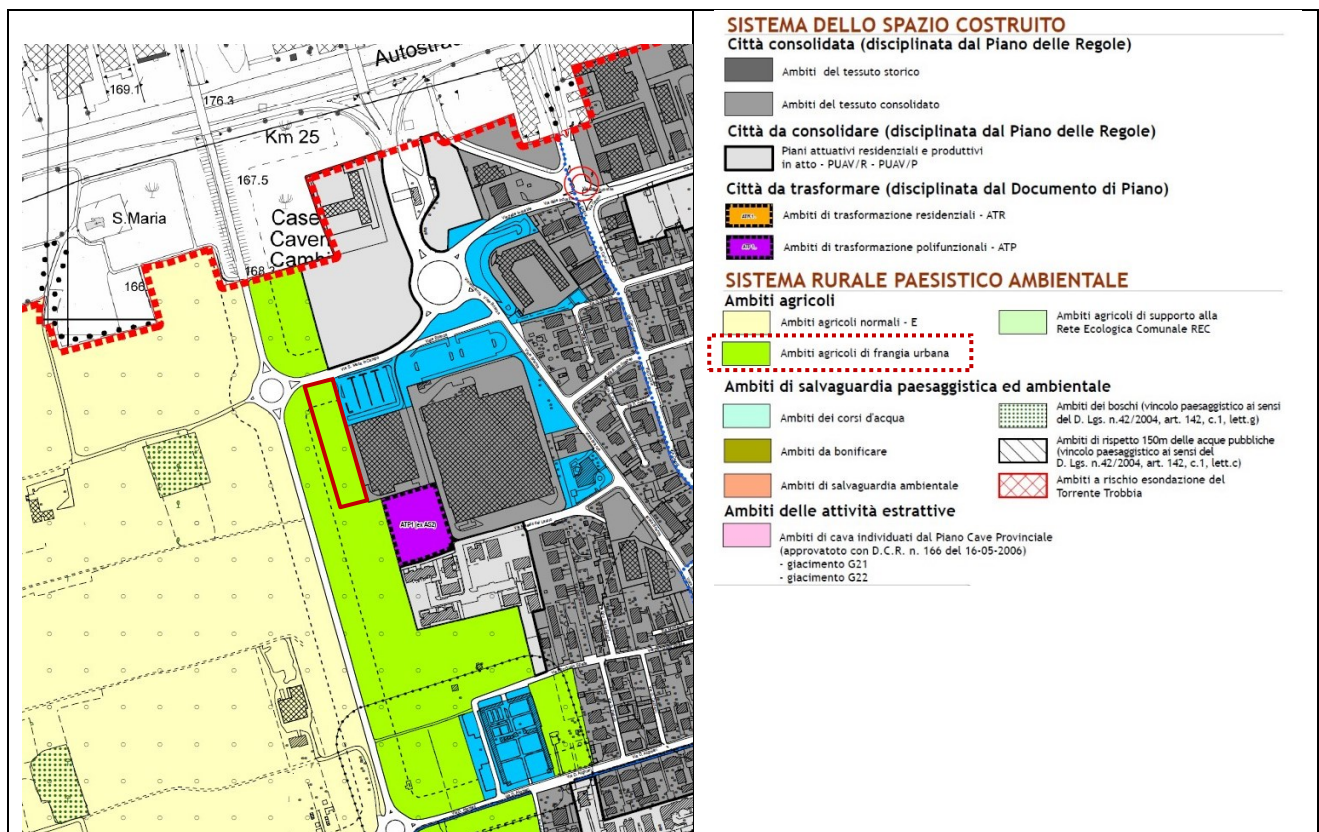 Autostrad
169.1
176.3
Km 25
167.5
S.Maria
Case
Caven
Cambi
168.2
166.
ATP1 (ex AS2)
SISTEMA DELLO SPAZIO COSTRUITO
Città consolidata (disciplinata dal Piano delle Regole)
Ambiti del tessuto storico
Ambiti del tessuto consolidato
Città da consolidare (disciplinata dal Piano delle Regole)
Piani attuativi residenziali e produttivi
in atto - PUAV/R - PUAV/P
Città da trasformare (disciplinata dal Documento di Piano)
Ambiti di trasformazione residenziali - ATR
Ambiti di trasformazione polifunzionali - ATP
SISTEMA RURALE PAESISTICO AMBIENTALE
Ambiti agricoli
Ambiti agricoli normali - E
Ambiti agricoli di supporto alla
Rete Ecologica Comunale REC
Ambiti agricoli di frangia urbana
Ambiti di salvaguardia paesaggistica ed ambientale
Ambiti dei corsi d'acqua
Ambiti dei boschi (vincolo paesaggistico ai sensi
del D. Lgs. n.42/2004, art. 142, c.1, lett.g)
Ambiti da bonificare
Ambiti di rispetto 150m delle acque pubbliche
(vincolo paesaggistico ai sensi del
D. Lgs. n.42/2004, art. 142, c.1, lett.c)
Ambiti di salvaguardia ambientale
Ambiti a rischio esondazione del
Torrente Trobbia
Ambiti delle attività estrattive
Ambiti di cava individuati dal Piano Cave Provinciale
(approvatoto con D.C.R. n. 166 del 16-05-2006)
- giacimento G21
- giacimento G22